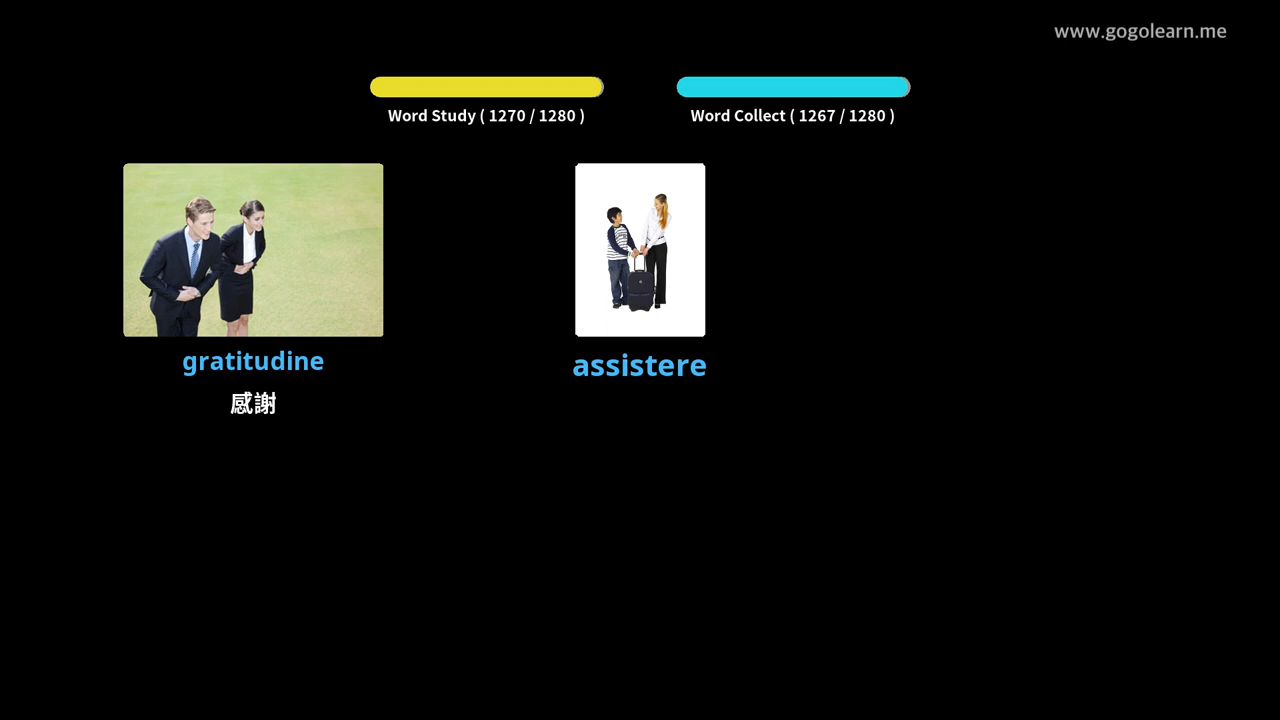 www.gogolearn.me
Word Study ( 1270 / 1280 )
Word Collect ( 1267 / 1280 )
gratitudine
感謝
assistere